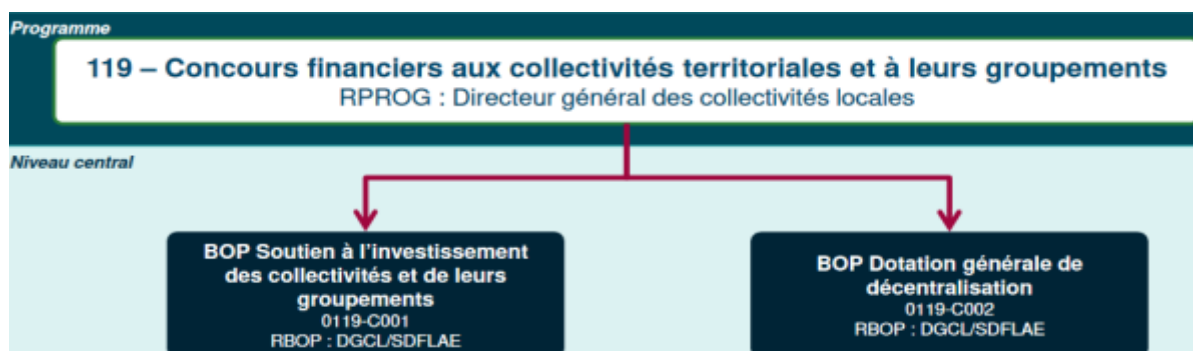 Programme
119 – Concours financiers aux collectivités territoriales et à leurs groupements
RPROG : Directeur général des collectivités locales
Niveau central
BOP Soutien à l'investissement
des collectivités et de leurs
groupements
0119-C001
RBOP : DGCL/SDFLAE
BOP Dotation générale de
décentralisation
0119-C002
RBOP : DGCL/SDFLAE